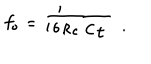 f₀ = 1 / 16 Rc Ct .